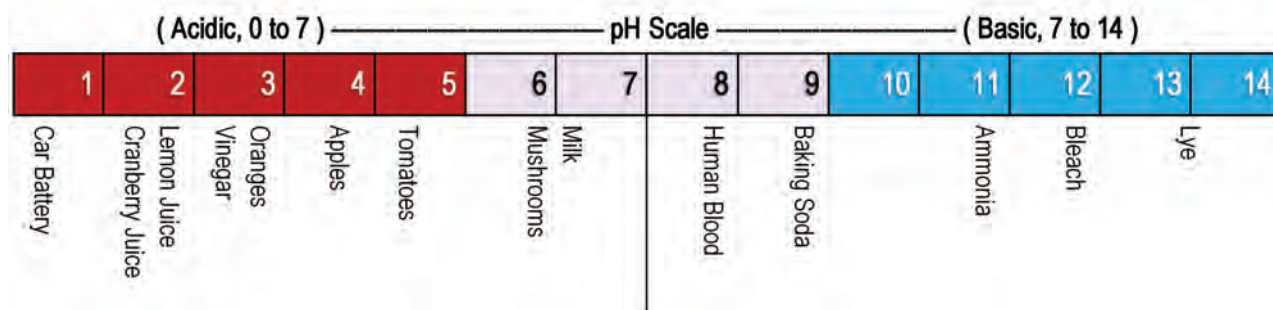 ( Acidic, 0 to 7 ) pH Scale ( Basic, 7 to 14 )
1 2 3 4 5 6 7 8 9 10 11 12 13 14
Car Battery
Cranberry Juice
Lemon Juice
Vinegar
Oranges
Apples
Tomatoes
Mushrooms
Milk
Human Blood
Baking Soda
Ammonia
Bleach
Lye